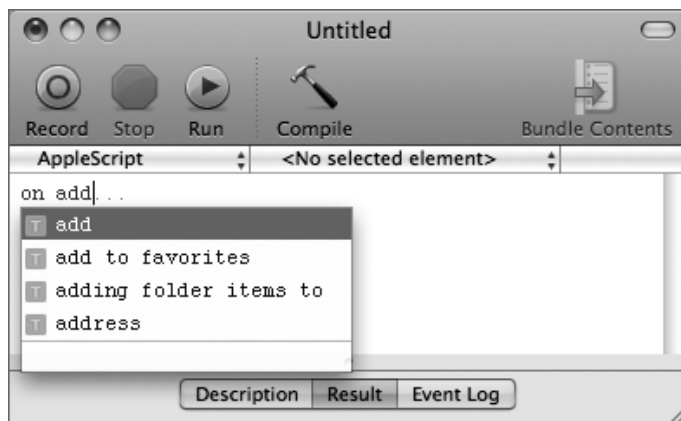 Untitled
Record Stop Run Compile Bundle Contents
AppleScript <No selected element>
on add...
T add
T add to favorites
T adding folder items to
T address
Description Result Event Log